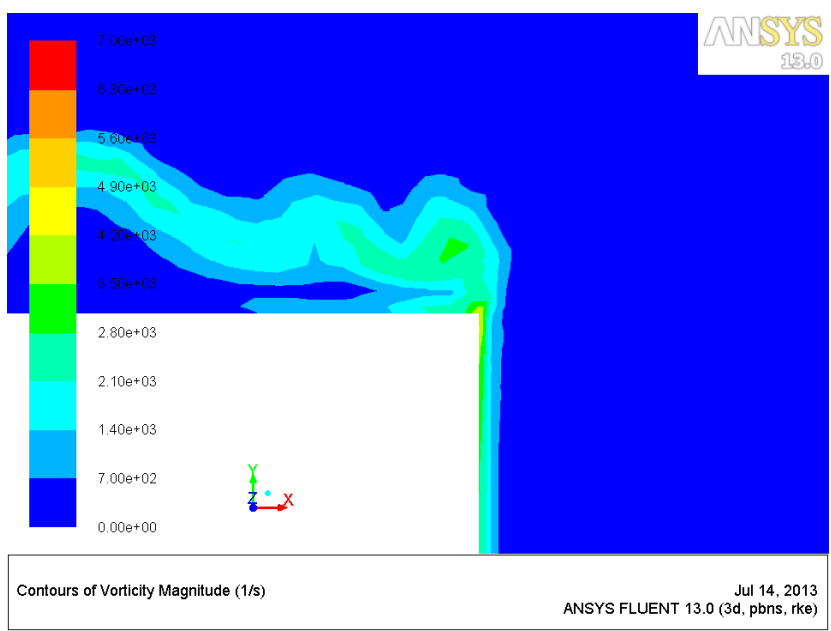 ANSYS
13.0
7.00e+03
6.30e+03
5.60e+03
4.90e+03
4.20e+03
3.50e+03
2.80e+03
2.10e+03
1.40e+03
7.00e+02
0.00e+00
Y
Z X
Contours of Vorticity Magnitude (1/s)
Jul 14, 2013
ANSYS FLUENT 13.0 (3d, pbns, rke)